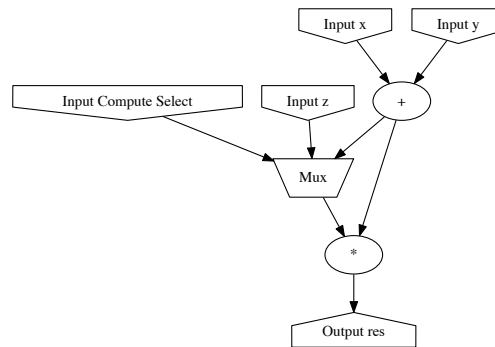 Input x
Input y
Input Compute Select
Input z
+
Mux
*
Output res